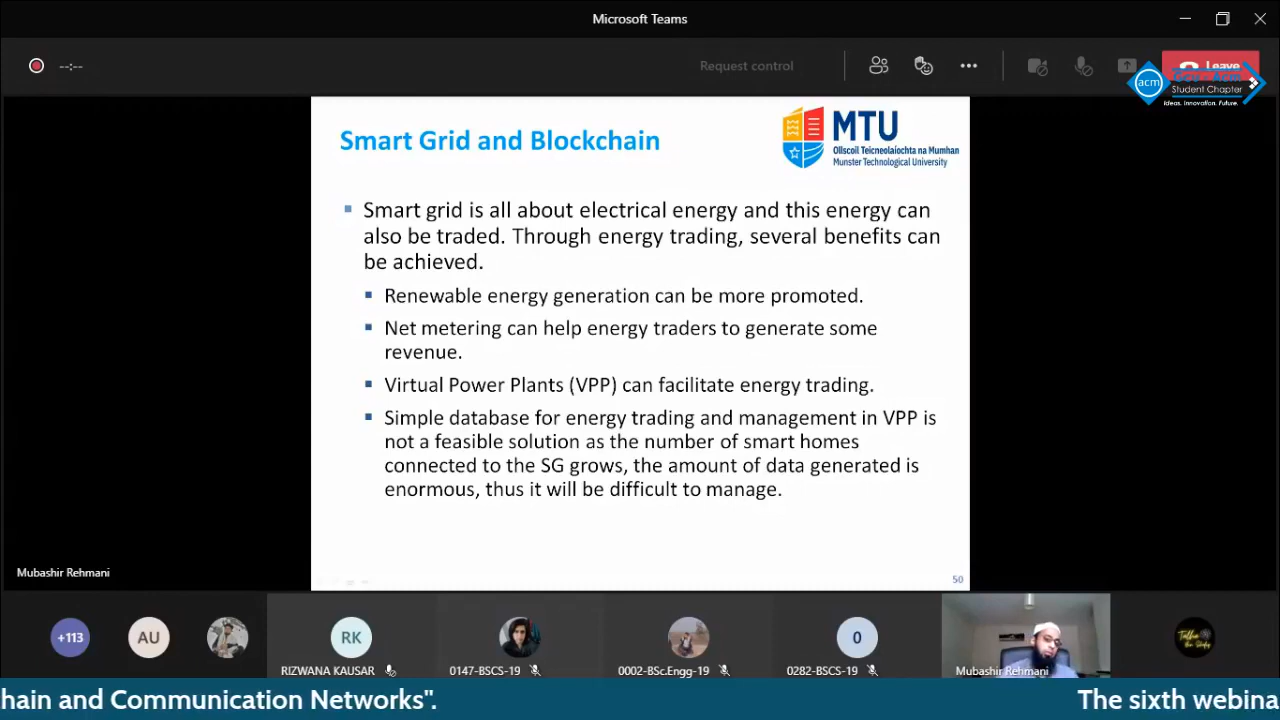 Microsoft Teams
--:--
Request control
Leave
acm
Student Chapter
Ideas. Innovation. Future.
Smart Grid and Blockchain
MTU
Ollscoil Teicneolaíochta na Mumhan
Munster Technological University
Smart grid is all about electrical energy and this energy can
also be traded. Through energy trading, several benefits can
be achieved.
Renewable energy generation can be more promoted.
Net metering can help energy traders to generate some
revenue.
Virtual Power Plants (VPP) can facilitate energy trading.
Simple database for energy trading and management in VPP is
not a feasible solution as the number of smart homes
connected to the SG grows, the amount of data generated is
enormous, thus it will be difficult to manage.
Mubashir Rehmani
50
+113
AU
RK
0
RIZWANA KAUSAR
0147-BSCS-19
0002-BSc.Engg-19
0282-BSCS-19
Mubashir Rehmani
hain and Communication Networks".
The sixth webina